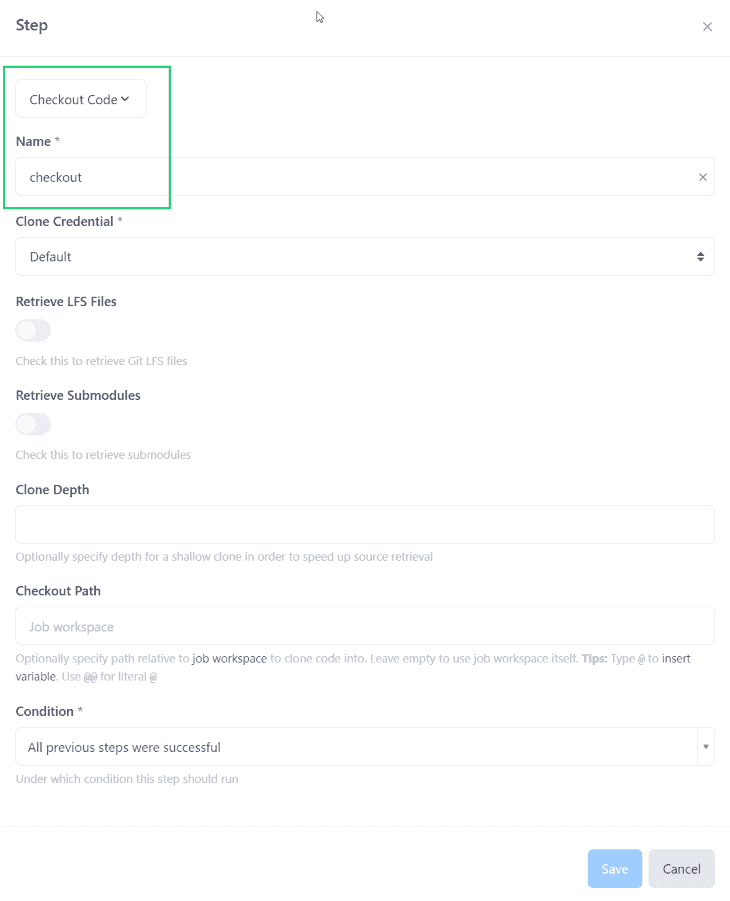 Step
Checkout Code
Name *
checkout
Clone Credential *
Default
Retrieve LFS Files
Check this to retrieve Git LFS files
Retrieve Submodules
Check this to retrieve submodules
Clone Depth
Optionally specify depth for a shallow clone in order to speed up source retrieval
Checkout Path
Job workspace
Optionally specify path relative to job workspace to clone code into. Leave empty to use job workspace itself. Tips: Type @ to insert
variable. Use @@ for literal @
Condition *
All previous steps were successful
Under which condition this step should run
Save
Cancel